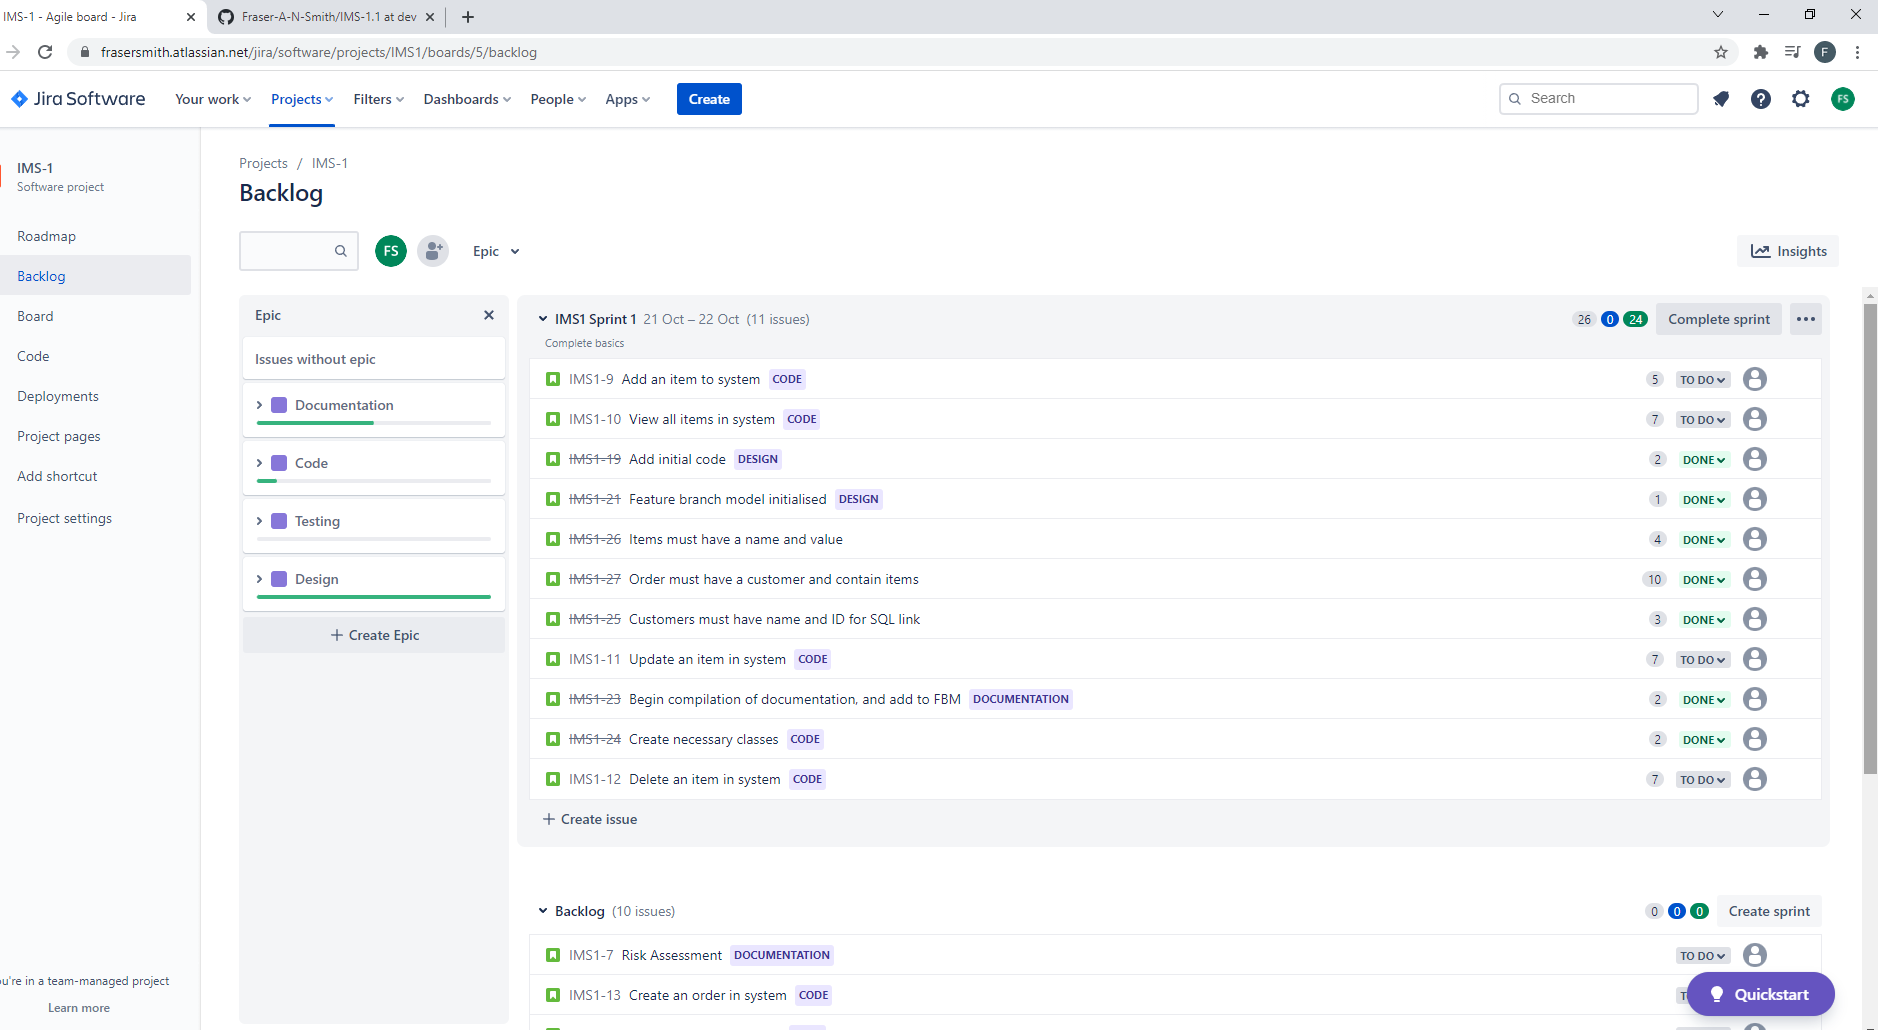 IMS-1 - Agile board - Jira
Fraser-A-N-Smith/IMS-1.1 at dev
frasersmith.atlassian.net/jira/software/projects/IMS1/boards/5/backlog
F
Jira Software Your work Projects Filters Dashboards People Apps Create Search FS
IMS-1
Software project
Roadmap
Backlog
Board
Code
Deployments
Project pages
Add shortcut
Project settings
're in a team-managed project
Learn more
Projects / IMS-1
Backlog
FS Epic Insights
Epic
Issues without epic
Documentation
Code
Testing
Design
+ Create Epic
IMS1 Sprint 1 21 Oct – 22 Oct (11 issues) 26 0 24 Complete sprint
Complete basics
IMS1-9 Add an item to system CODE 5 TO DO
IMS1-10 View all items in system CODE 7 TO DO
IMS1-19 Add initial code DESIGN 2 DONE
IMS1-21 Feature branch model initialised DESIGN 1 DONE
IMS1-26 Items must have a name and value 4 DONE
IMS1-27 Order must have a customer and contain items 10 DONE
IMS1-25 Customers must have name and ID for SQL link 3 DONE
IMS1-11 Update an item in system CODE 7 TO DO
IMS1-23 Begin compilation of documentation, and add to FBM DOCUMENTATION 2 DONE
IMS1-24 Create necessary classes CODE 2 DONE
IMS1-12 Delete an item in system CODE 7 TO DO
+ Create issue
Backlog (10 issues) 0 0 0 Create sprint
IMS1-7 Risk Assessment DOCUMENTATION TO DO
IMS1-13 Create an order in system CODE
Quickstart